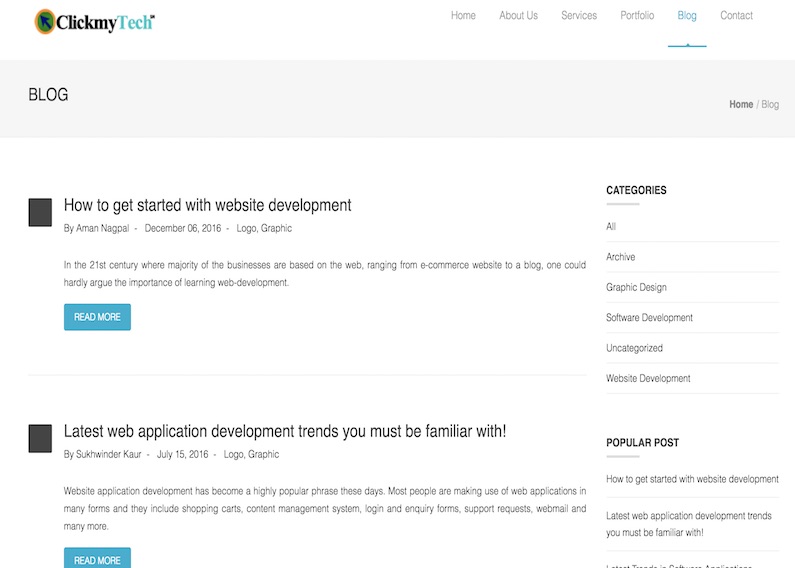 ClickmyTech
Home About Us Services Portfolio Blog Contact
BLOG
Home / Blog
How to get started with website development
By Aman Nagpal - December 06, 2016 - Logo, Graphic
In the 21st century where majority of the businesses are based on the web, ranging from e-commerce website to a blog, one could
hardly argue the importance of learning web-development.
READ MORE
Latest web application development trends you must be familiar with!
By Sukhwinder Kaur - July 15, 2016 - Logo, Graphic
Website application development has become a highly popular phrase these days. Most people are making use of web applications in
many forms and they include shopping carts, content management system, login and enquiry forms, support requests, webmail and
many more.
READ MORE
CATEGORIES
All
Archive
Graphic Design
Software Development
Uncategorized
Website Development
POPULAR POST
How to get started with website development
Latest web application development trends
you must be familiar with!
Latest Trends in Software Applications